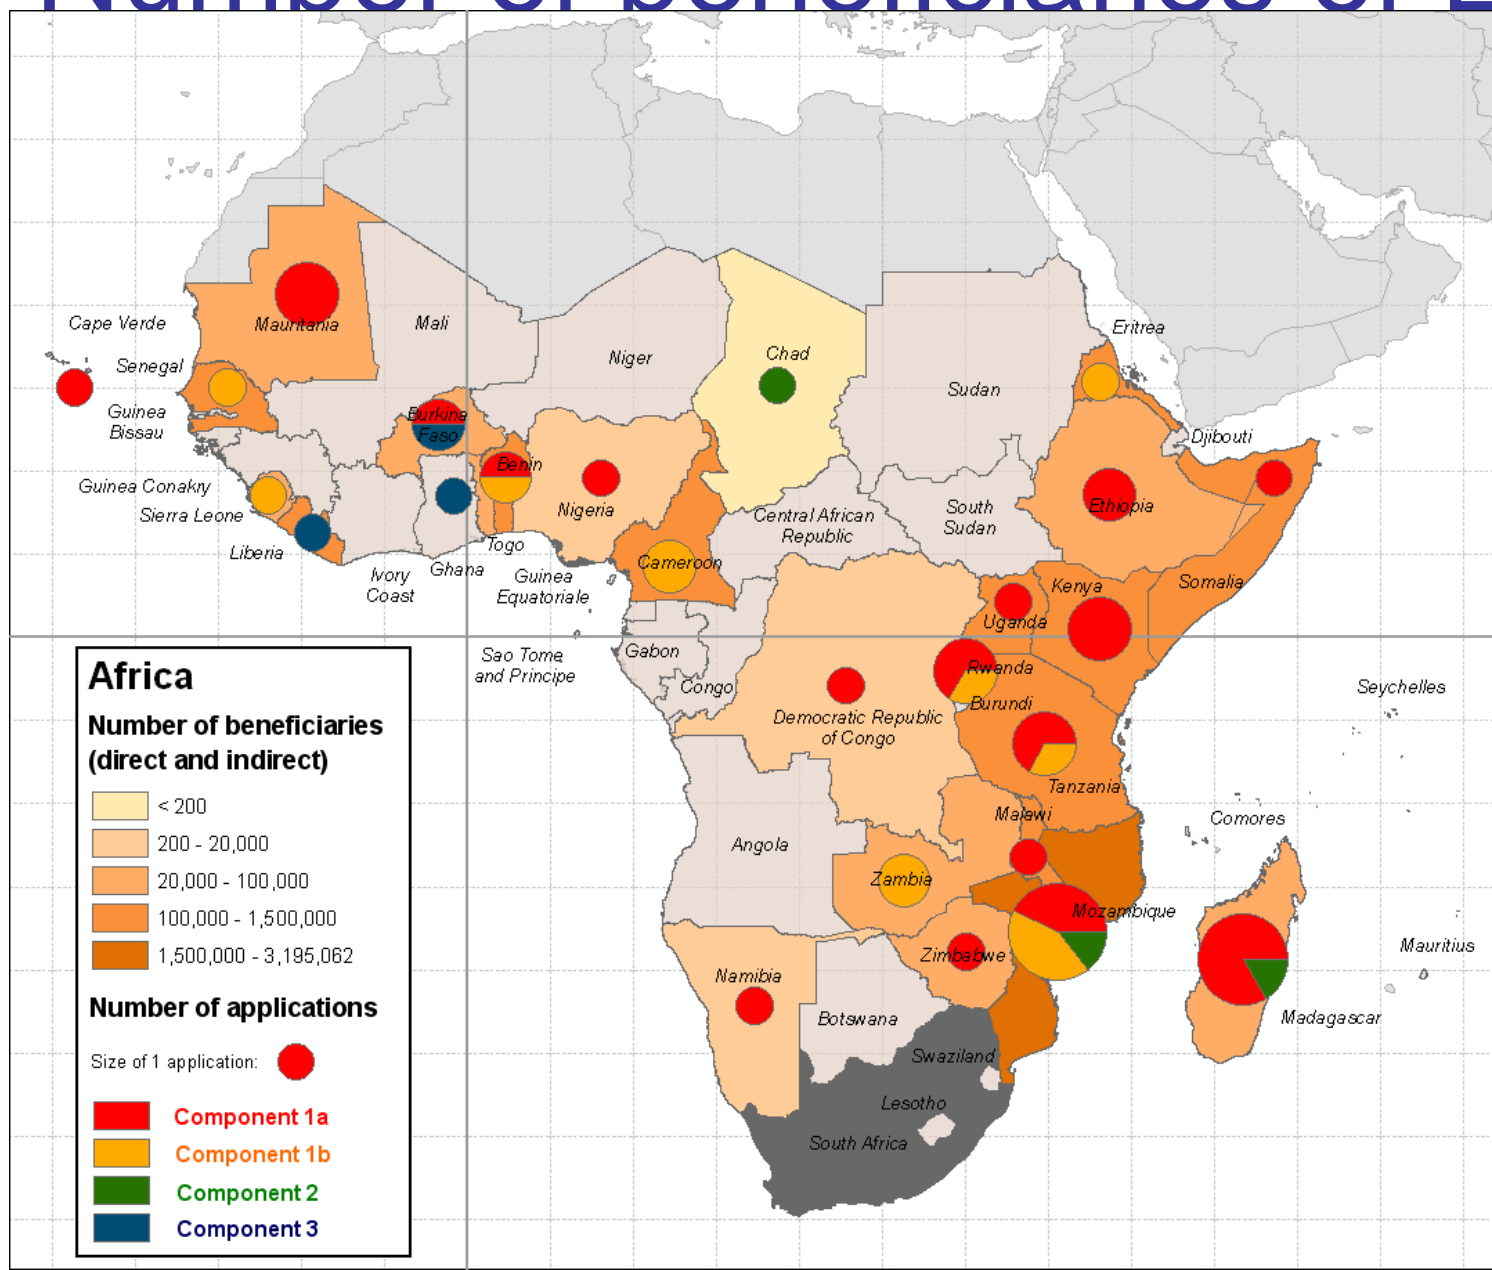 Number of beneficiaries of E
Cape Verde
Mauritania
Mali
Niger
Chad
Sudan
Eritrea
Senegal
Guinea
Bissau
Burkina
Faso
Djibouti
Guinea Conakry
Sierra Leone
Benin
Nigeria
Central African
Republic
South
Sudan
Ethiopia
Liberia
Ivory
Coast
Ghana
Togo
Guinea
Equatoriale
Cameroon
Kenya
Somalia
Uganda
Sao Tome
and Principe
Gabon
Congo
Rwanda
Burundi
Democratic Republic
of Congo
Seychelles
Tanzania
Malawi
Comores
Angola
Zambia
Mozambique
Mauritius
Zimbabwe
Namibia
Botswana
Madagascar
Swaziland
Lesotho
South Africa
Africa
Number of beneficiaries
(direct and indirect)
< 200
200 - 20,000
20,000 - 100,000
100,000 - 1,500,000
1,500,000 - 3,195,062
Number of applications
Size of 1 application:
Component 1a
Component 1b
Component 2
Component 3